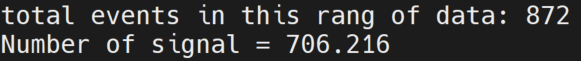 total events in this rang of data: 872
Number of signal = 706.216